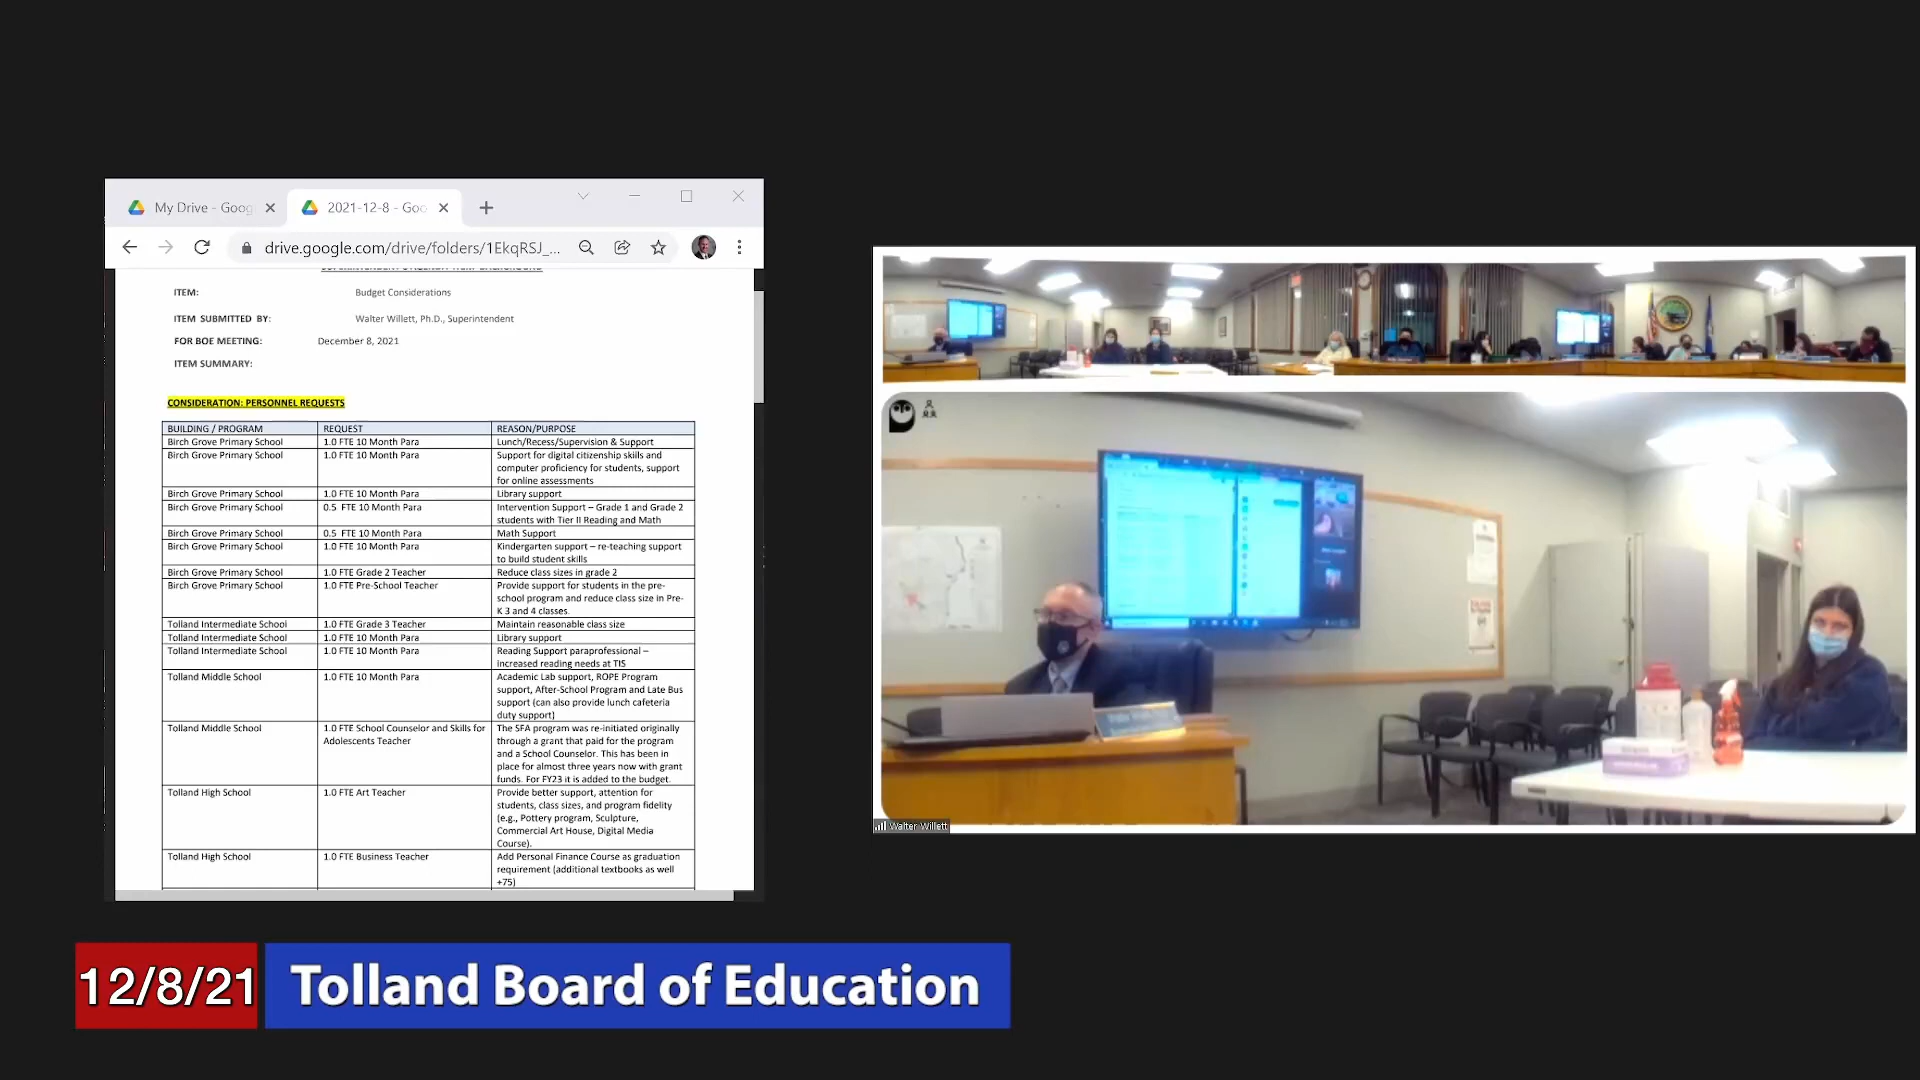 My Drive - Goog
2021-12-8 - Goo
drive.google.com/drive/folders/1EkqRSJ_...
ITEM: Budget Considerations
ITEM SUBMITTED BY: Walter Willett, Ph.D., Superintendent
FOR BOE MEETING: December 8, 2021
ITEM SUMMARY:
CONSIDERATION: PERSONNEL REQUESTS
BUILDING / PROGRAM REQUEST REASON/PURPOSE
Birch Grove Primary School 1.0 FTE 10 Month Para Lunch/Recess/Supervision & Support
Birch Grove Primary School 1.0 FTE 10 Month Para Support for digital citizenship skills and
computer proficiency for students, support
for online assessments
Birch Grove Primary School 1.0 FTE 10 Month Para Library support
Birch Grove Primary School 0.5 FTE 10 Month Para Intervention Support – Grade 1 and Grade 2
students with Tier II Reading and Math
Birch Grove Primary School 0.5 FTE 10 Month Para Math Support
Birch Grove Primary School 1.0 FTE 10 Month Para Kindergarten support – re-teaching support
to build student skills
Birch Grove Primary School 1.0 FTE Grade 2 Teacher Reduce class sizes in grade 2
Birch Grove Primary School 1.0 FTE Pre-School Teacher Provide support for students in the pre-
school program and reduce class size in Pre-
K 3 and 4 classes.
Tolland Intermediate School 1.0 FTE Grade 3 Teacher Maintain reasonable class size
Tolland Intermediate School 1.0 FTE 10 Month Para Library support
Tolland Intermediate School 1.0 FTE 10 Month Para Reading Support paraprofessional –
increased reading needs at TIS
Tolland Middle School 1.0 FTE 10 Month Para Academic Lab support, ROPE Program
support, After-School Program and Late Bus
support (can also provide lunch cafeteria
duty support)
Tolland Middle School 1.0 FTE School Counselor and Skills for The SFA program was re-initiated originally
Adolescents Teacher through a grant that paid for the program
and a School Counselor. This has been in
place for almost three years now with grant
funds. For FY23 it is added to the budget.
Tolland High School 1.0 FTE Art Teacher Provide better support, attention for
students, class sizes, and program fidelity
(e.g., Pottery program, Sculpture,
Commercial Art House, Digital Media
Course).
Tolland High School 1.0 FTE Business Teacher Add Personal Finance Course as graduation
requirement (additional textbooks as well
+75)
Walter Willett
12/8/21 Tolland Board of Education